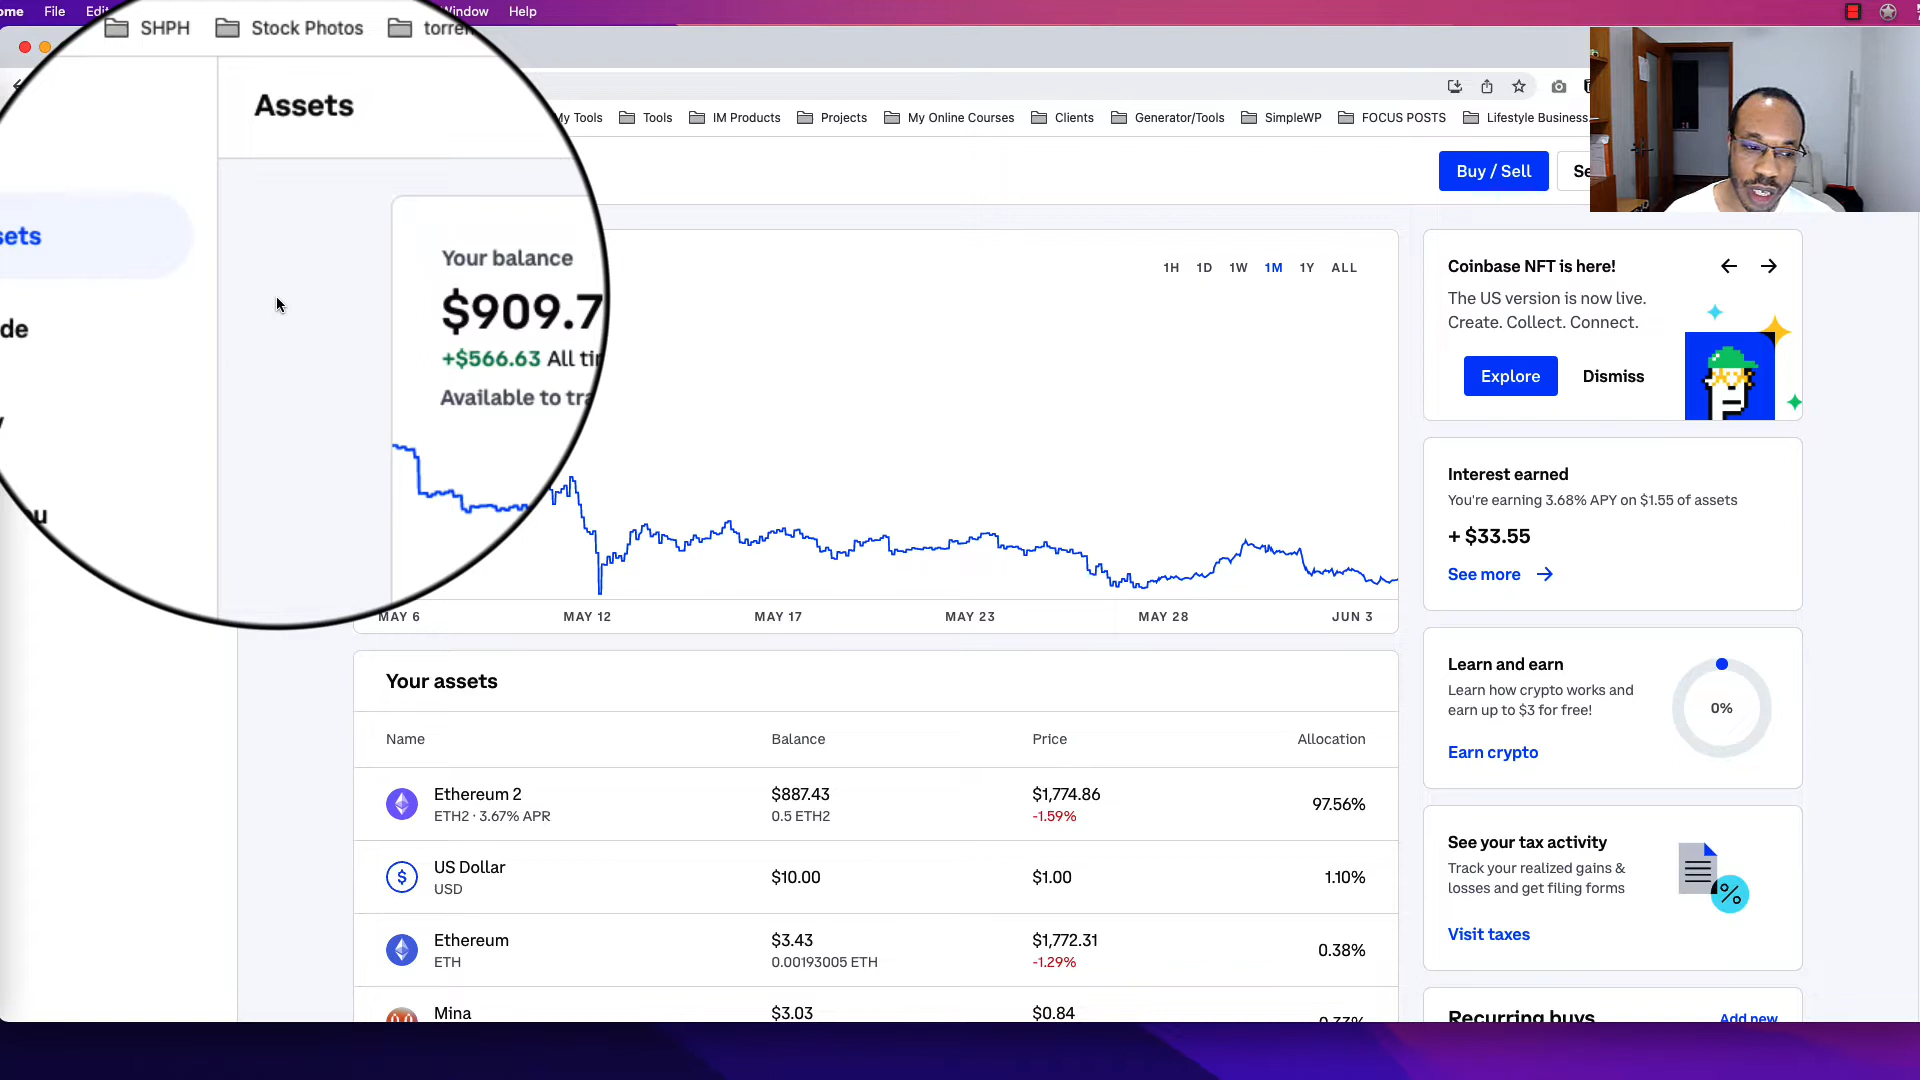 File
Help
SHPH
Stock Photos
Assets
My Tools
Tools
IM Products
Projects
My Online Courses
Clients
Generator/Tools
SimpleWP
FOCUS POSTS
Lifestyle Business
Buy / Sell
Your balance
$909.7
+$566.63 All
Available to
1H 1D 1W 1M 1Y ALL
MAY 6 MAY 12 MAY 17 MAY 23 MAY 28 JUN 3
Your assets
Name Balance Price Allocation
Ethereum 2 $887.43 $1,774.86 97.56%
ETH2 · 3.67% APR 0.5 ETH2 -1.59%
US Dollar $10.00 $1.00 1.10%
USD
Ethereum $3.43 $1,772.31 0.38%
ETH 0.00193005 ETH -1.29%
Mina $3.03 $0.84
Coinbase NFT is here!
The US version is now live.
Create. Collect. Connect.
Explore Dismiss
Interest earned
You're earning 3.68% APY on $1.55 of assets
+ $33.55
See more
Learn and earn
Learn how crypto works and
earn up to $3 for free!
0%
Earn crypto
See your tax activity
Track your realized gains &
losses and get filing forms
Visit taxes
Recurring buys
Add new